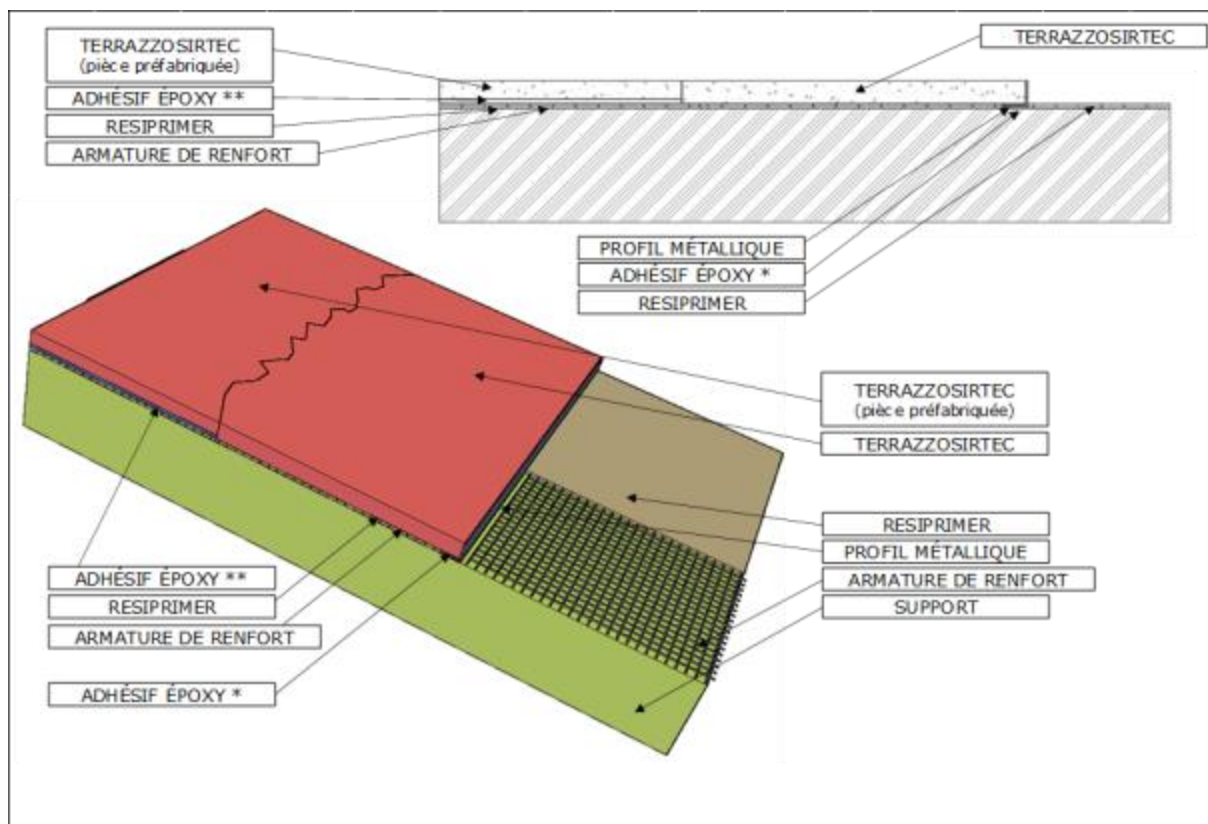 TERRAZZOSIRTEC
(pièce préfabriquée)
ADHÉSIF ÉPOXY **
RESIPRIMER
ARMATURE DE RENFORT
TERRAZZOSIRTEC
PROFIL MÉTALLIQUE
ADHÉSIF ÉPOXY *
RESIPRIMER
TERRAZZOSIRTEC
(pièce préfabriquée)
TERRAZZOSIRTEC
RESIPRIMER
PROFIL MÉTALLIQUE
ARMATURE DE RENFORT
SUPPORT
ADHÉSIF ÉPOXY **
RESIPRIMER
ARMATURE DE RENFORT
ADHÉSIF ÉPOXY *